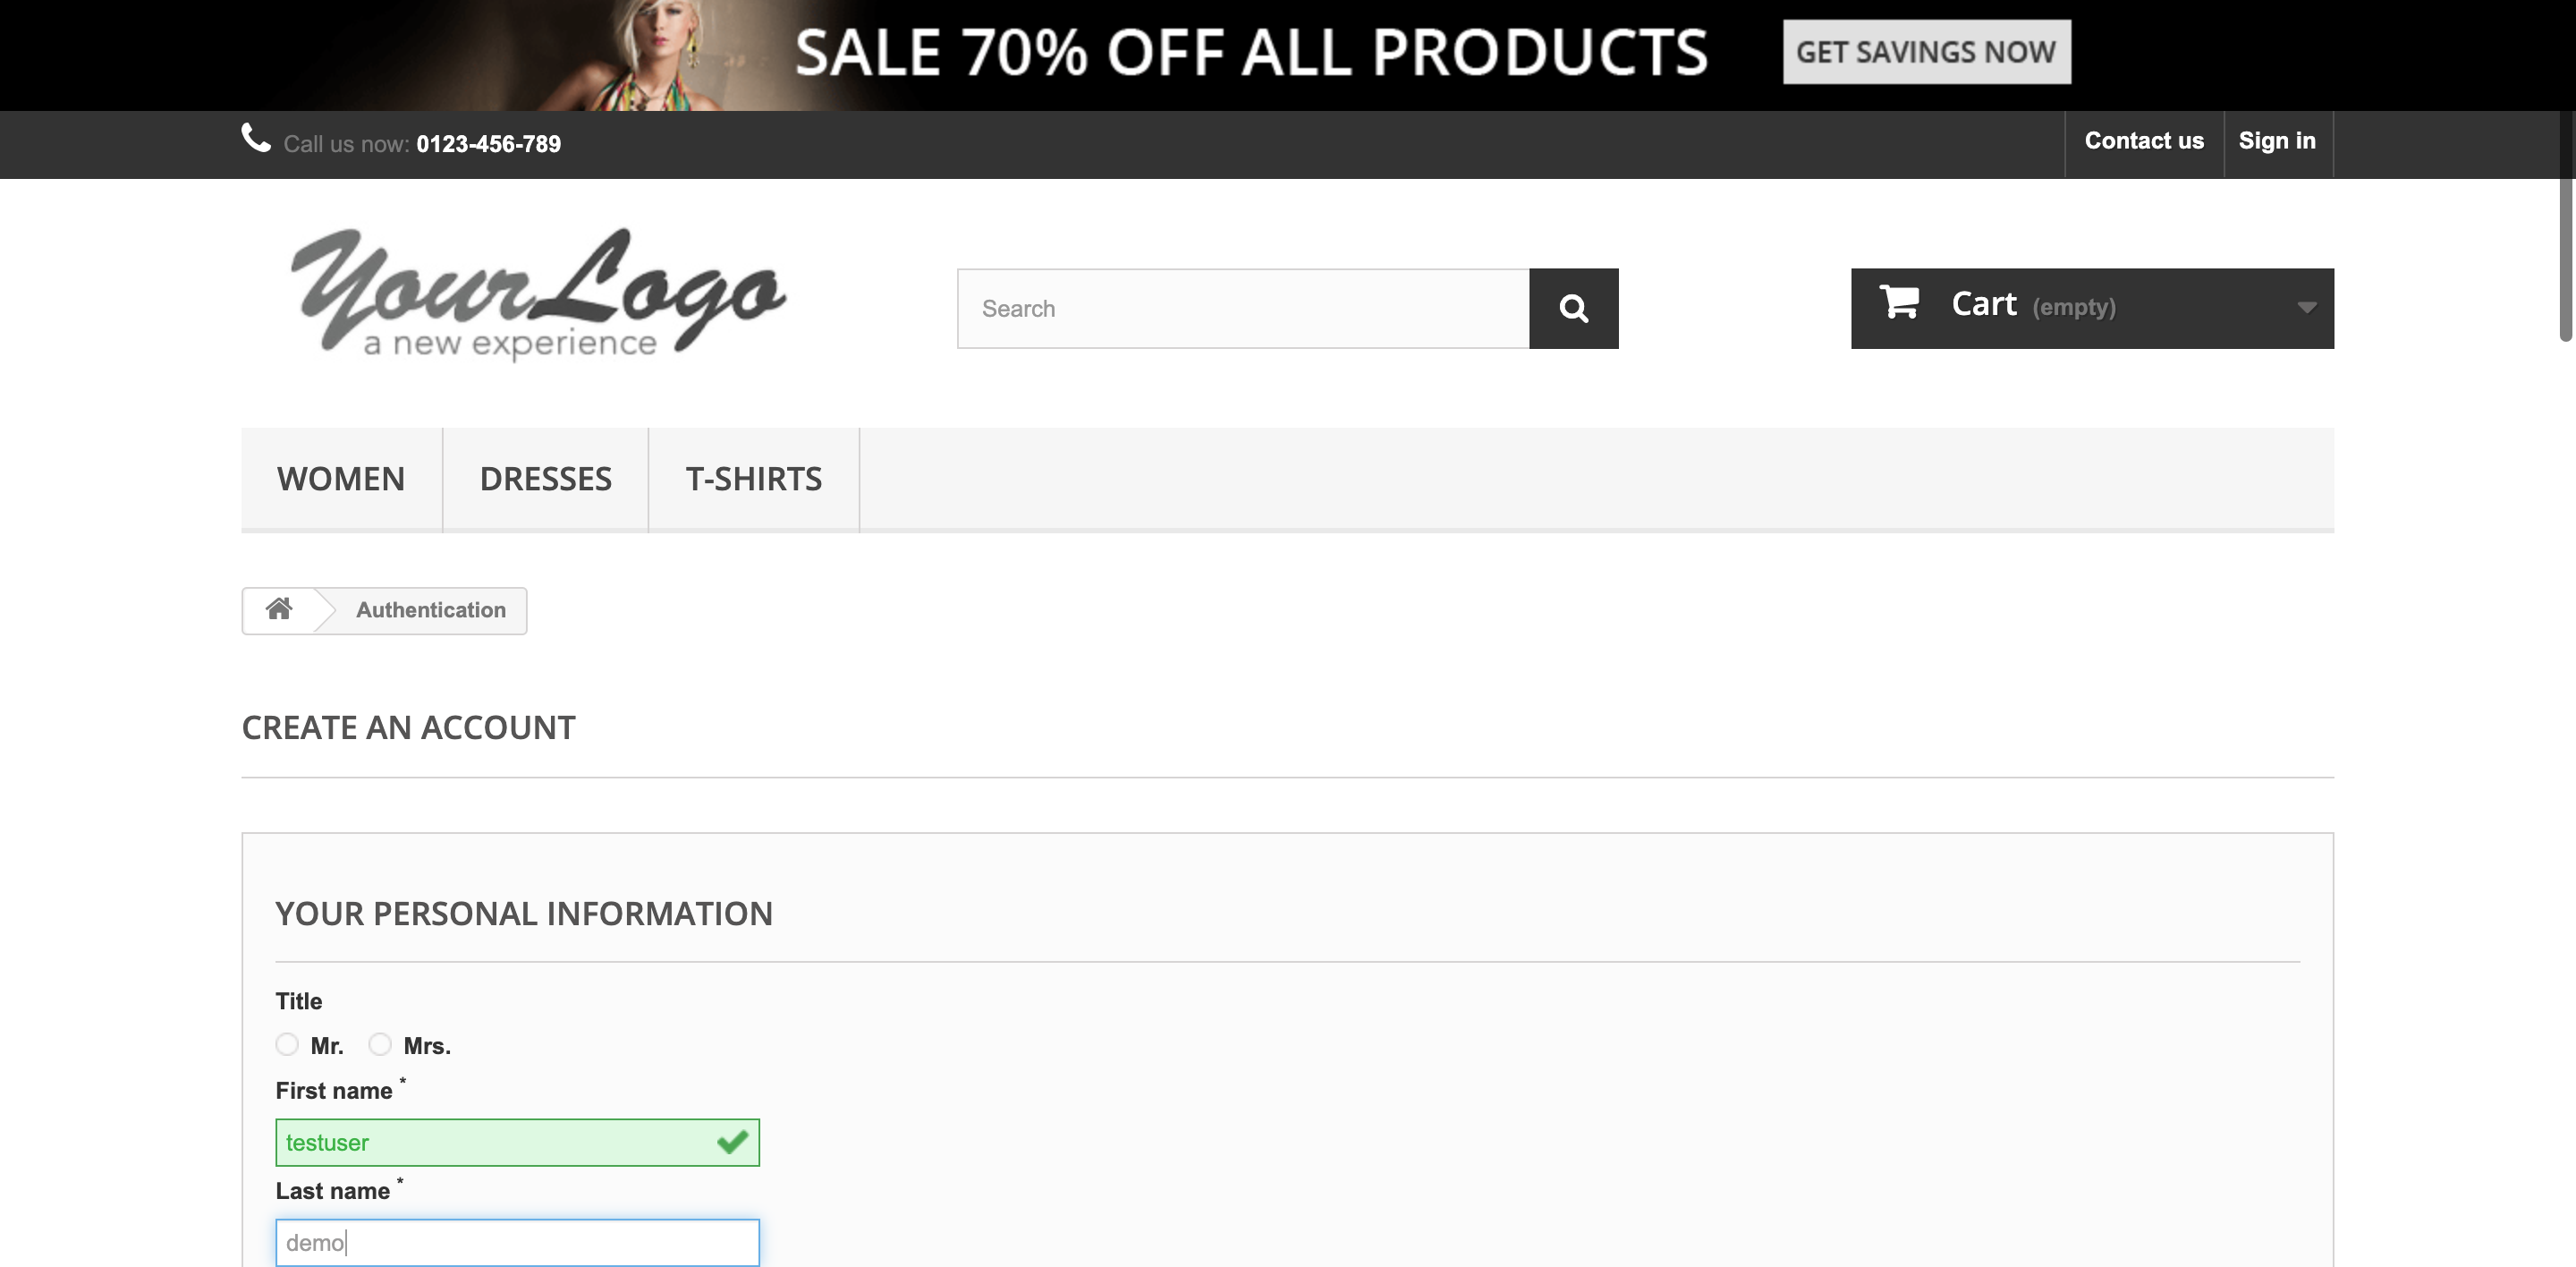 SALE 70% OFF ALL PRODUCTS GET SAVINGS NOW
Call us now: 0123-456-789 Contact us Sign in
Your Logo
a new experience
Search
Cart (empty)
WOMEN DRESSES T-SHIRTS
Authentication
CREATE AN ACCOUNT
YOUR PERSONAL INFORMATION
Title
Mr. Mrs.
First name *
testuser
Last name *
demo